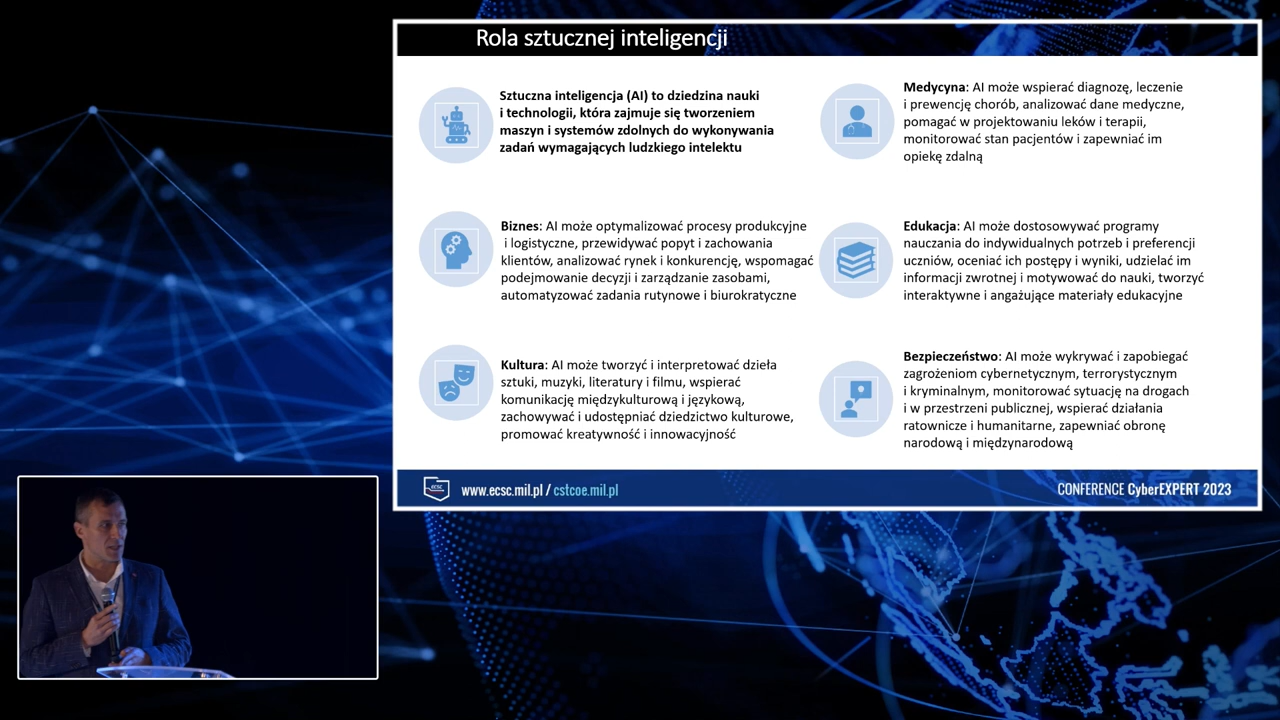 Rola sztucznej inteligencji
Sztuczna inteligencja (AI) to dziedzina nauki
i technologii, która zajmuje się tworzeniem
maszyn i systemów zdolnych do wykonywania
zadań wymagających ludzkiego intelektu
Medycyna: AI może wspierać diagnozę, leczenie
i prewencję chorób, analizować dane medyczne,
pomagać w projektowaniu leków i terapii,
monitorować stan pacjentów i zapewniać im
opiekę zdalną
Biznes: AI może optymalizować procesy produkcyjne
i logistyczne, przewidywać popyt i zachowania
klientów, analizować rynek i konkurencję, wspomagać
podejmowanie decyzji i zarządzanie zasobami,
automatyzować zadania rutynowe i biurokratyczne
Edukacja: AI może dostosowywać programy
nauczania do indywidualnych potrzeb i preferencji
uczniów, oceniać ich postępy i wyniki, udzielać im
informacji zwrotnej i motywować do nauki, tworzyć
interaktywne i angażujące materiały edukacyjne
Kultura: AI może tworzyć i interpretować dzieła
sztuki, muzyki, literatury i filmu, wspierać
komunikację międzykulturową i językową,
zachowywać i udostępniać dziedzictwo kulturowe,
promować kreatywność i innowacyjność
Bezpieczeństwo: AI może wykrywać i zapobiegać
zagrożeniom cybernetycznym, terrorystycznym
i kryminalnym, monitorować sytuację na drogach
i w przestrzeni publicznej, wspierać działania
ratownicze i humanitarne, zapewniać obronę
narodową i międzynarodową
ecsc
www.ecsc.mil.pl / cstcoe.mil.pl
CONFERENCE CyberEXPERT 2023